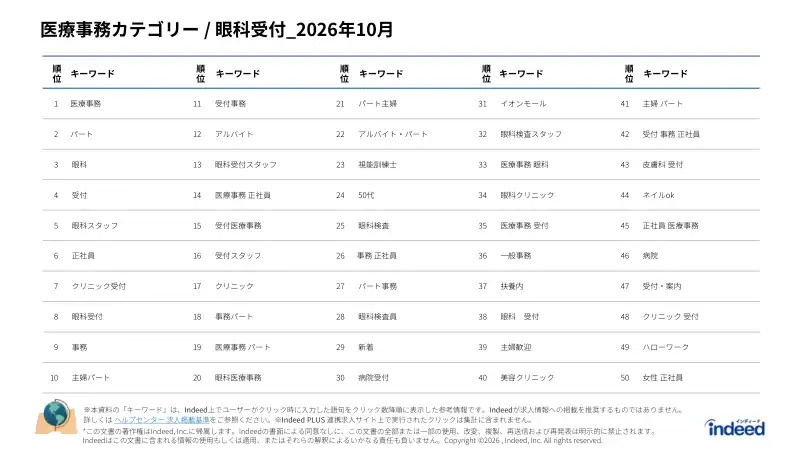 医療事務カテゴリー / 眼科受付_2026年10月
順位 キーワード 順位 キーワード 順位 キーワード 順位 キーワード 順位 キーワード
1 医療事務 11 受付事務 21 パート主婦 31 イオンモール 41 主婦 パート
2 パート 12 アルバイト 22 アルバイト・パート 32 眼科検査スタッフ 42 受付 事務 正社員
3 眼科 13 眼科受付スタッフ 23 視能訓練士 33 医療事務 眼科 43 皮膚科 受付
4 受付 14 医療事務 正社員 24 50代 34 眼科クリニック 44 ネイルok
5 眼科スタッフ 15 受付医療事務 25 眼科検査 35 医療事務 受付 45 正社員 医療事務
6 正社員 16 受付スタッフ 26 事務 正社員 36 一般事務 46 病院
7 クリニック受付 17 クリニック 27 パート事務 37 扶養内 47 受付・案内
8 眼科受付 18 事務パート 28 眼科検査員 38 眼科　受付 48 クリニック 受付
9 事務 19 医療事務 パート 29 新着 39 主婦歓迎 49 ハローワーク
10 主婦パート 20 眼科医療事務 30 病院受付 40 美容クリニック 50 女性 正社員
※本資料の「キーワード」は、Indeed上でユーザーがクリック時に入力した語句をクリック数降順に表示した参考情報です。Indeedが求人情報への掲載を推奨するものではありません。
詳しくは ヘルプセンター 求人掲載基準をご参照ください。※Indeed PLUS 連携求人サイト上で実行されたクリックは集計に含まれません。
*この文書の著作権はIndeed, Inc.に帰属します。Indeedの書面による同意なしに、この文書の全部または一部の使用、改変、複製、再送信および再発表は明示的に禁止されます。
Indeedはこの文書に含まれる情報の使用もしくは適用、またはそれらの解釈によるいかなる責任も負いません。Copyright ©2026 , Indeed, Inc. All rights reserved.
インディード
indeed